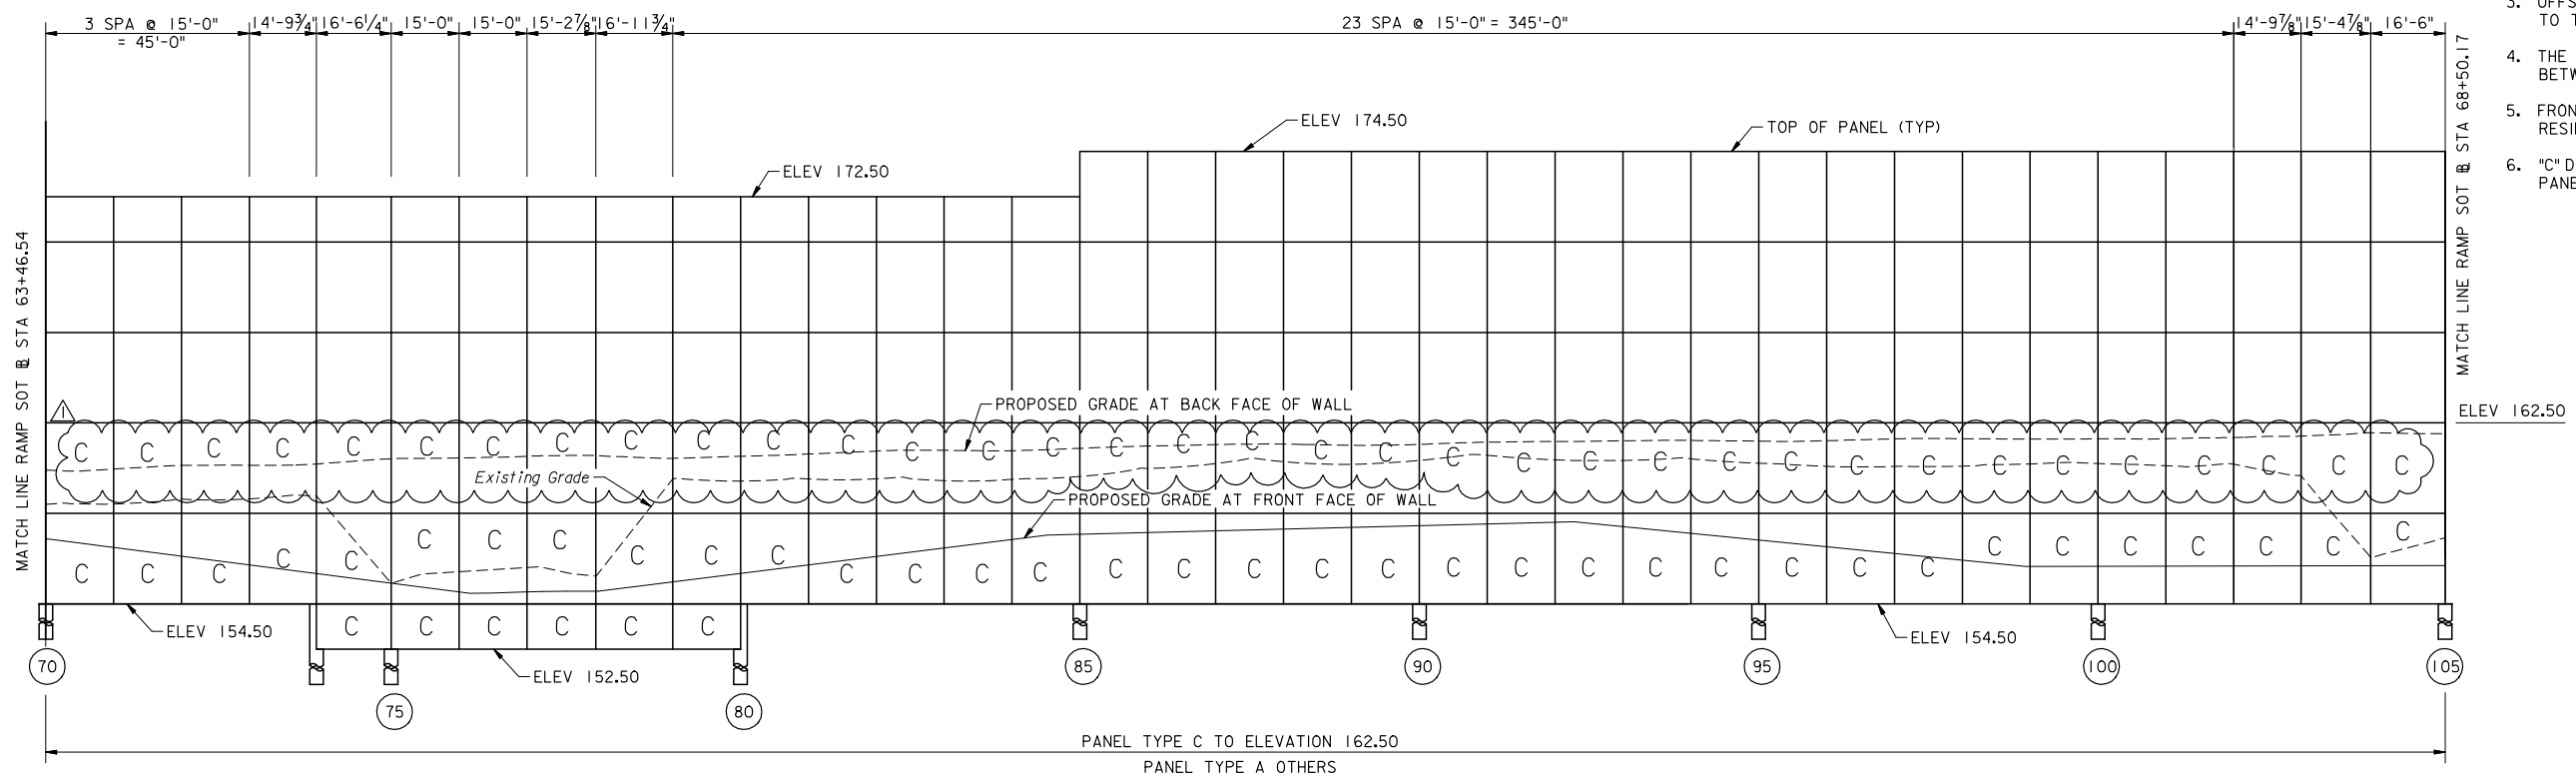 3 SPA @ 15'-0"
= 45'-0"
14'-9¾"
16'-6¼"
15'-0"
15'-0"
15'-2⅞"
16'-11¾"
23 SPA @ 15'-0" = 345'-0"
14'-9⅞"
15'-4⅞"
16'-6"
3. OFFS
TO T
4. THE
BETW
5. FRON
RESI
6. "C" D
PANE
MATCH LINE RAMP SOT BL STA 63+46.54
MATCH LINE RAMP SOT BL STA 68+50.17
ELEV 174.50
TOP OF PANEL (TYP)
ELEV 172.50
1
PROPOSED GRADE AT BACK FACE OF WALL
ELEV 162.50
C C C C C C C C C C C C C C C C C C C C C C C C C C C C C C C C C C C
Existing Grade
PROPOSED GRADE AT FRONT FACE OF WALL
C C C C C C C C C C C C C C C C C C C C C C C C C C C C C C C C C C C
C C C C C C
ELEV 154.50
ELEV 154.50
ELEV 152.50
70
75
80
85
90
95
100
105
PANEL TYPE C TO ELEVATION 162.50
PANEL TYPE A OTHERS